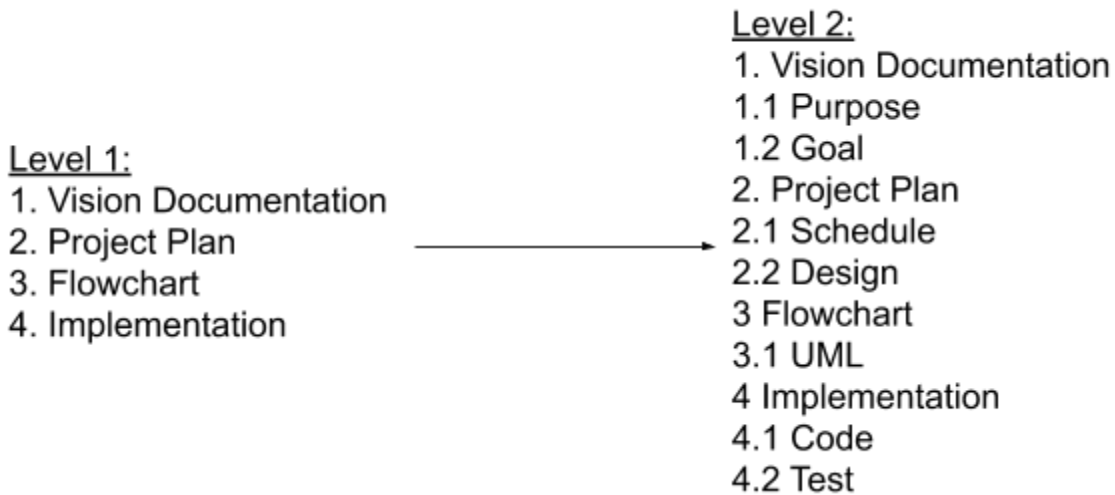 Level 1:
1. Vision Documentation
2. Project Plan
3. Flowchart
4. Implementation
Level 2:
1. Vision Documentation
1.1 Purpose
1.2 Goal
2. Project Plan
2.1 Schedule
2.2 Design
3 Flowchart
3.1 UML
4 Implementation
4.1 Code
4.2 Test